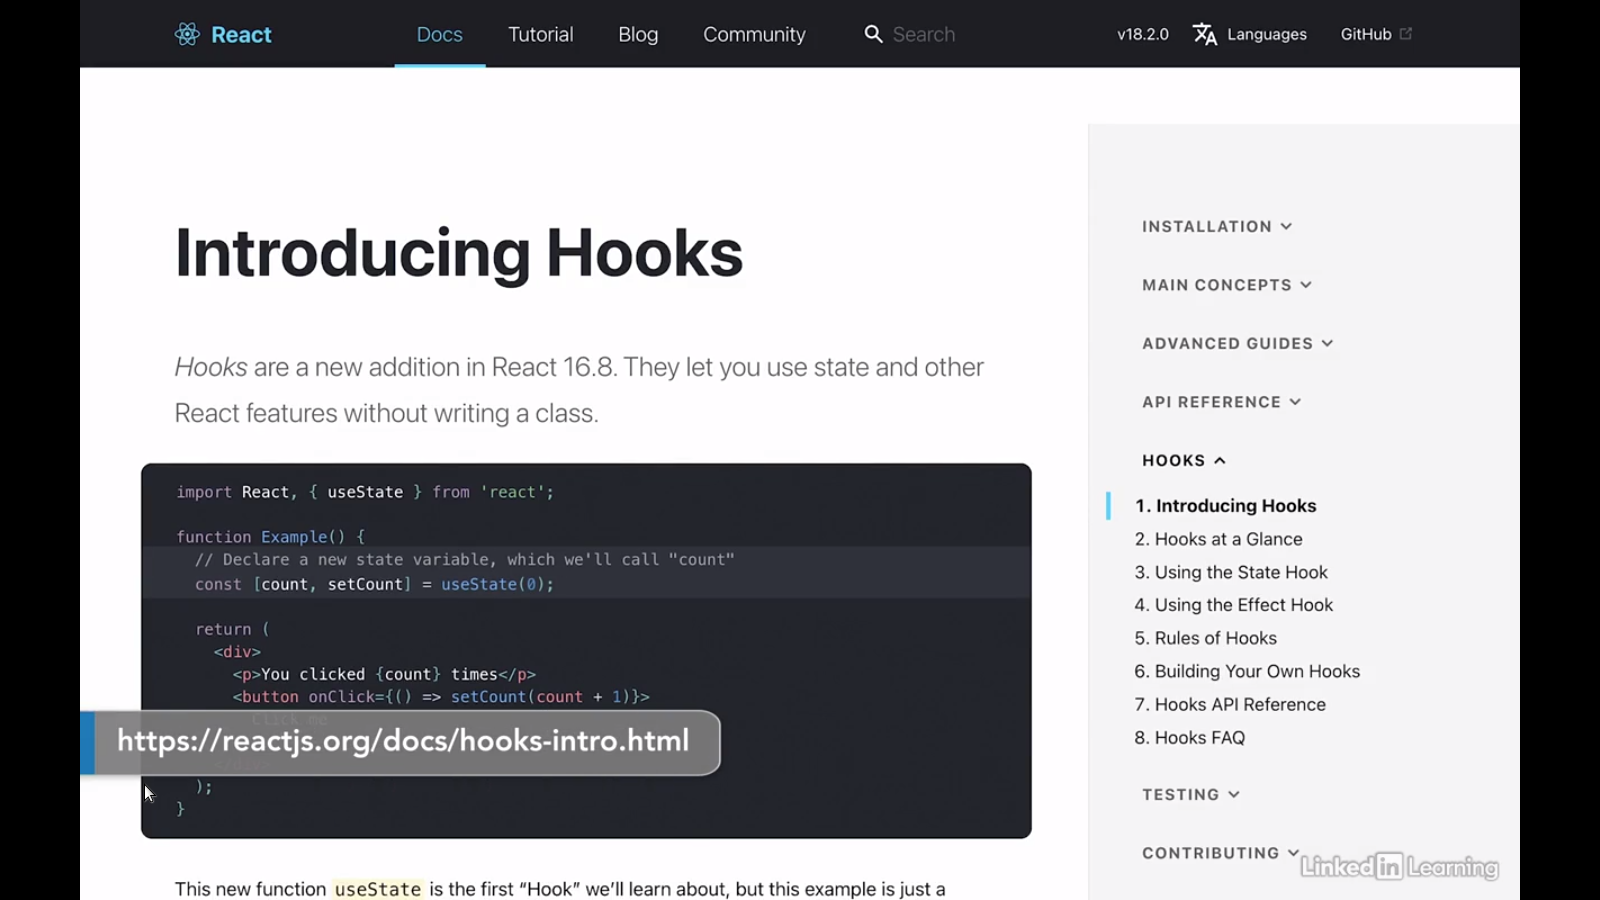 React
Docs
Tutorial
Blog
Community
Search
v18.2.0
Languages
GitHub
Introducing Hooks
Hooks are a new addition in React 16.8. They let you use state and other
React features without writing a class.
import React, { useState } from 'react';
function Example() {
// Declare a new state variable, which we'll call "count"
const [count, setCount] = useState(0);
return (
<div>
<p>You clicked {count} times</p>
<button onClick={() => setCount(count + 1)}>
Click me
https://reactjs.org/docs/hooks-intro.html
);
}
This new function useState is the first “Hook” we’ll learn about, but this example is just a
INSTALLATION
MAIN CONCEPTS
ADVANCED GUIDES
API REFERENCE
HOOKS
1. Introducing Hooks
2. Hooks at a Glance
3. Using the State Hook
4. Using the Effect Hook
5. Rules of Hooks
6. Building Your Own Hooks
7. Hooks API Reference
8. Hooks FAQ
TESTING
CONTRIBUTING
LinkedIn Learning